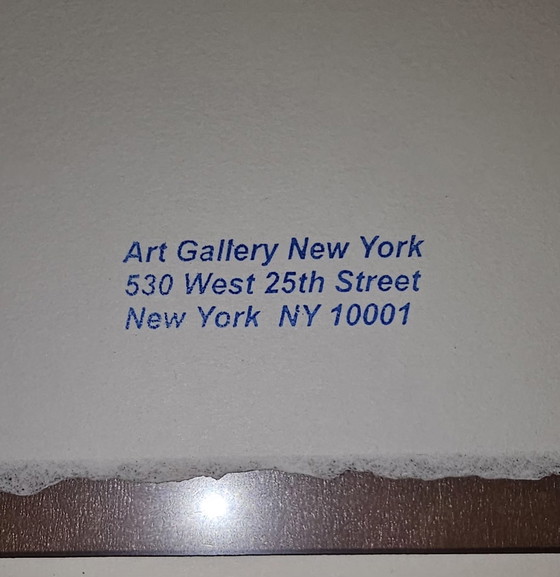 Art Gallery New York
530 West 25th Street
New York NY 10001